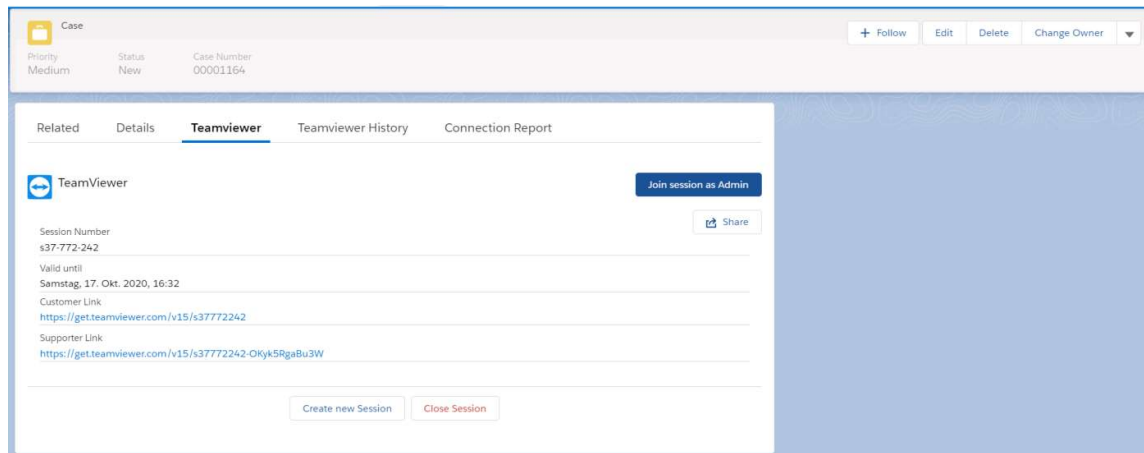 Case
+ Follow Edit Delete Change Owner
Priority Status Case Number
Medium New 00001164
Related Details Teamviewer Teamviewer History Connection Report
TeamViewer
Join session as Admin
Share
Session Number
s37-772-242
Valid until
Samstag, 17. Okt. 2020, 16:32
Customer Link
https://get.teamviewer.com/v15/s37772242
Supporter Link
https://get.teamviewer.com/v15/s37772242-OKyk5RgaBu3W
Create new Session Close Session